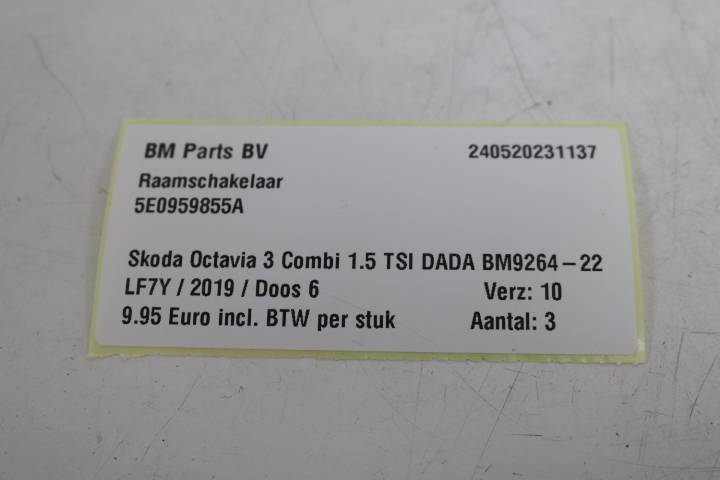 BM Parts BV 240520231137
Raamschakelaar
5E0959855A
Skoda Octavia 3 Combi 1.5 TSI DADA BM9264-22
LF7Y / 2019 / Doos 6 Verz: 10
9.95 Euro incl. BTW per stuk Aantal: 3